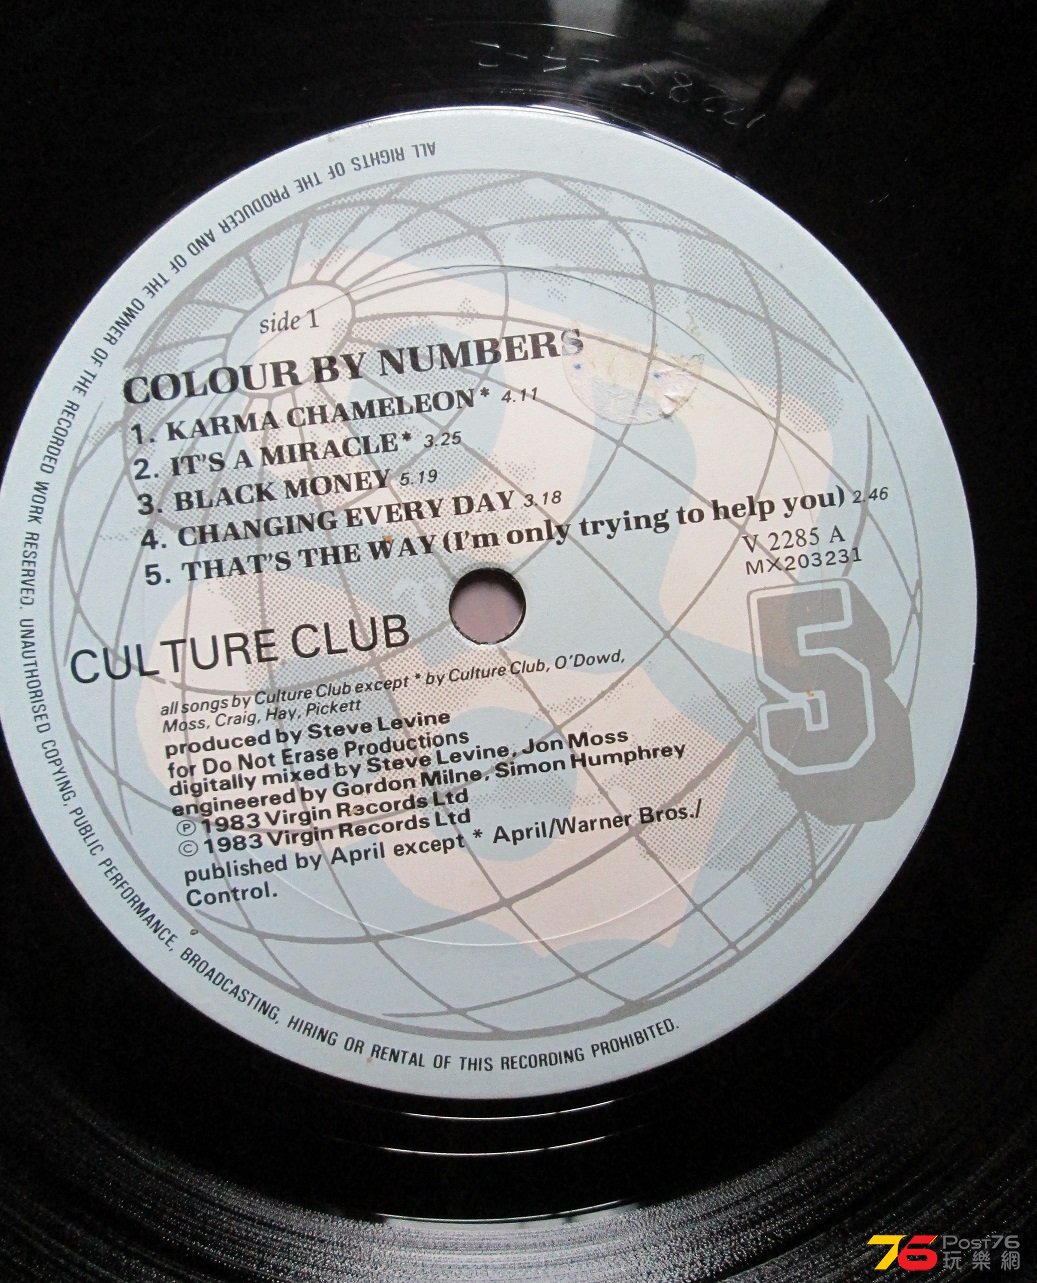 side 1
COLOUR BY NUMBERS
1. KARMA CHAMELEON* 4.11
2. IT'S A MIRACLE* 3.25
3. BLACK MONEY 5.19
4. CHANGING EVERY DAY 3.18
5. THAT'S THE WAY (I'm only trying to help you) 2.46
V 2285 A
MX203231
CULTURE CLUB
5
all songs by Culture Club except * by Culture Club, O'Dowd,
Moss, Craig, Hay, Pickett
produced by Steve Levine
for Do Not Erase Productions
digitally mixed by Steve Levine, Jon Moss
engineered by Gordon Milne, Simon Humphrey
℗ 1983 Virgin Records Ltd
© 1983 Virgin Records Ltd
published by April except * April/Warner Bros./
Control.
ALL RIGHTS OF THE PRODUCER AND OF THE OWNER OF THE RECORDED WORK RESERVED. UNAUTHORISED COPYING, PUBLIC PERFORMANCE, BROADCASTING, HIRING OR RENTAL OF THIS RECORDING PROHIBITED.
76 Post76
玩樂網